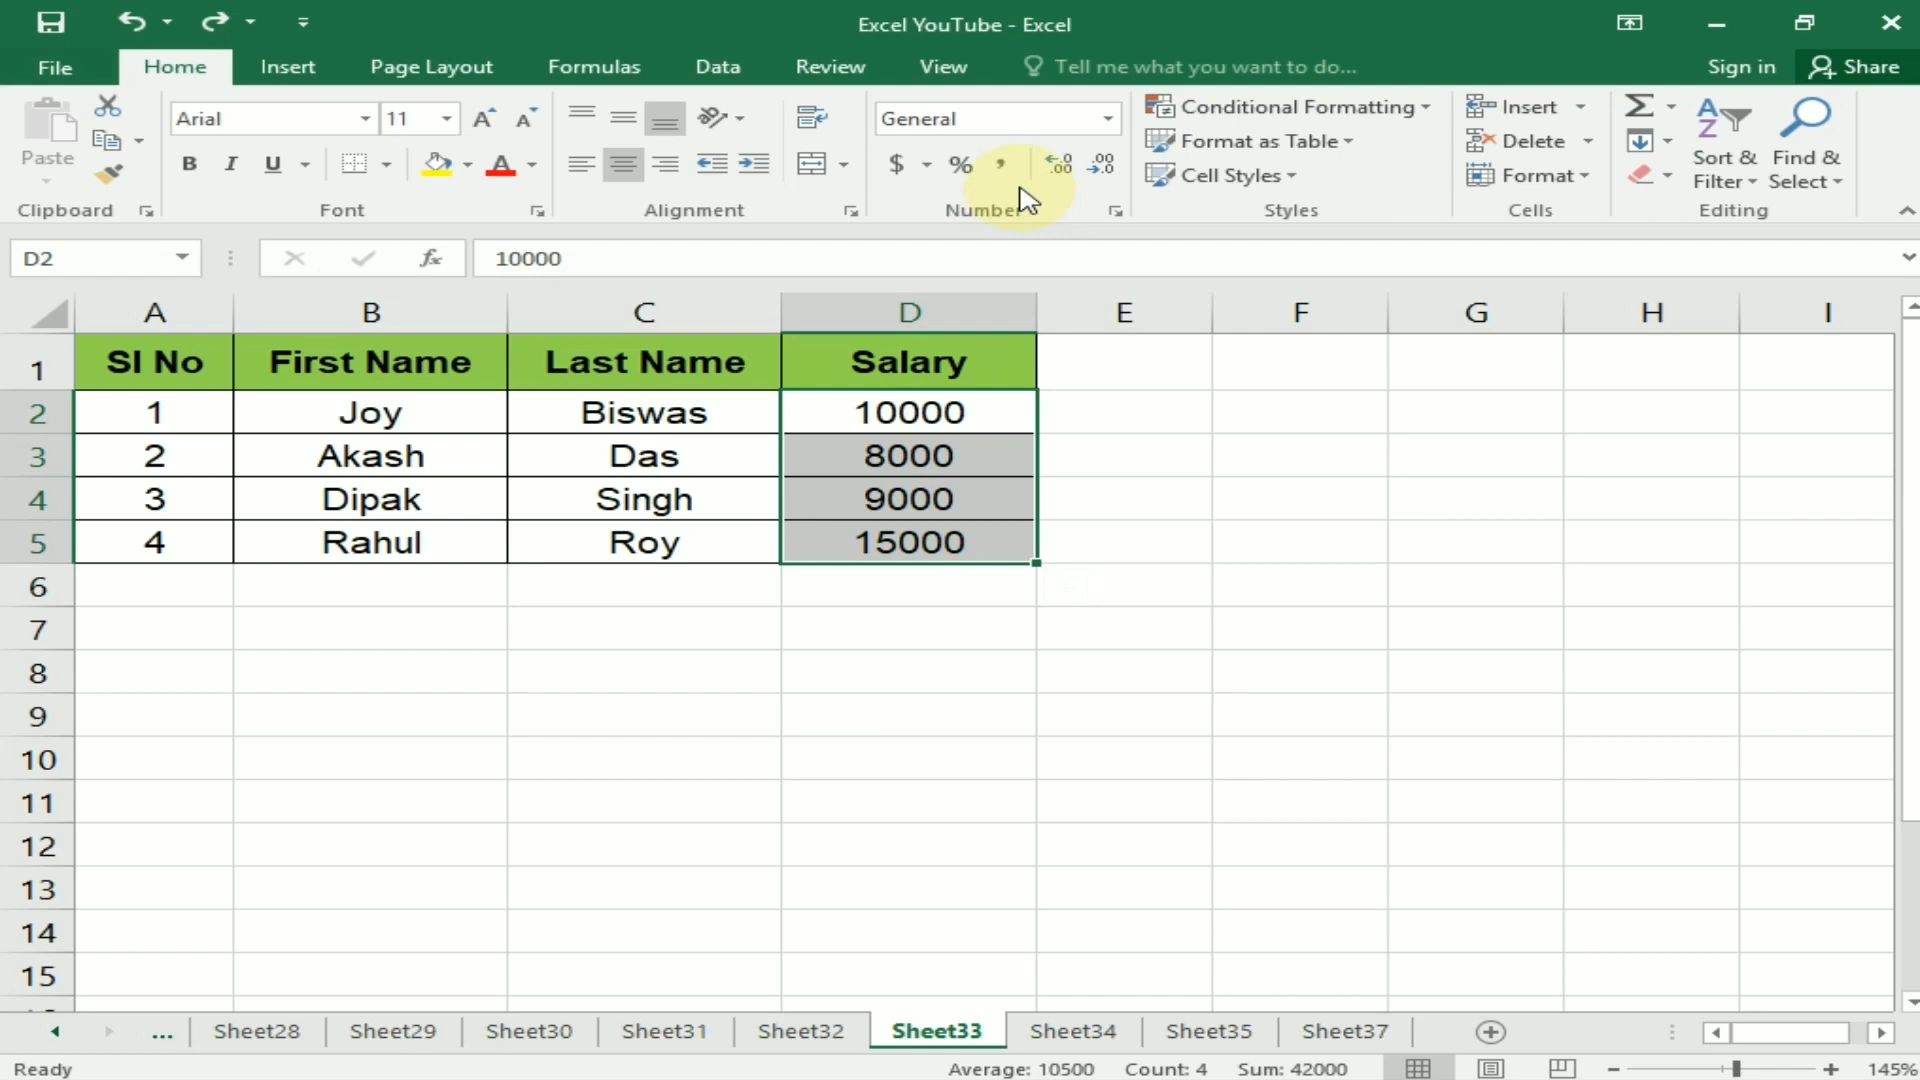 Excel YouTube - Excel
File Home Insert Page Layout Formulas Data Review View Tell me what you want to do... Sign in Share
Paste Arial 11 General Conditional Formatting Insert
Format as Table Delete Sort & Find &
B I U $ % , Cell Styles Format Filter Select
Clipboard Font Alignment Number Styles Cells Editing
D2 fx 10000
A B C D E F G H I
1 Sl No First Name Last Name Salary
2 1 Joy Biswas 10000
3 2 Akash Das 8000
4 3 Dipak Singh 9000
5 4 Rahul Roy 15000
6
7
8
9
10
11
12
13
14
15
... Sheet28 Sheet29 Sheet30 Sheet31 Sheet32 Sheet33 Sheet34 Sheet35 Sheet37
Ready Average: 10500 Count: 4 Sum: 42000 145%